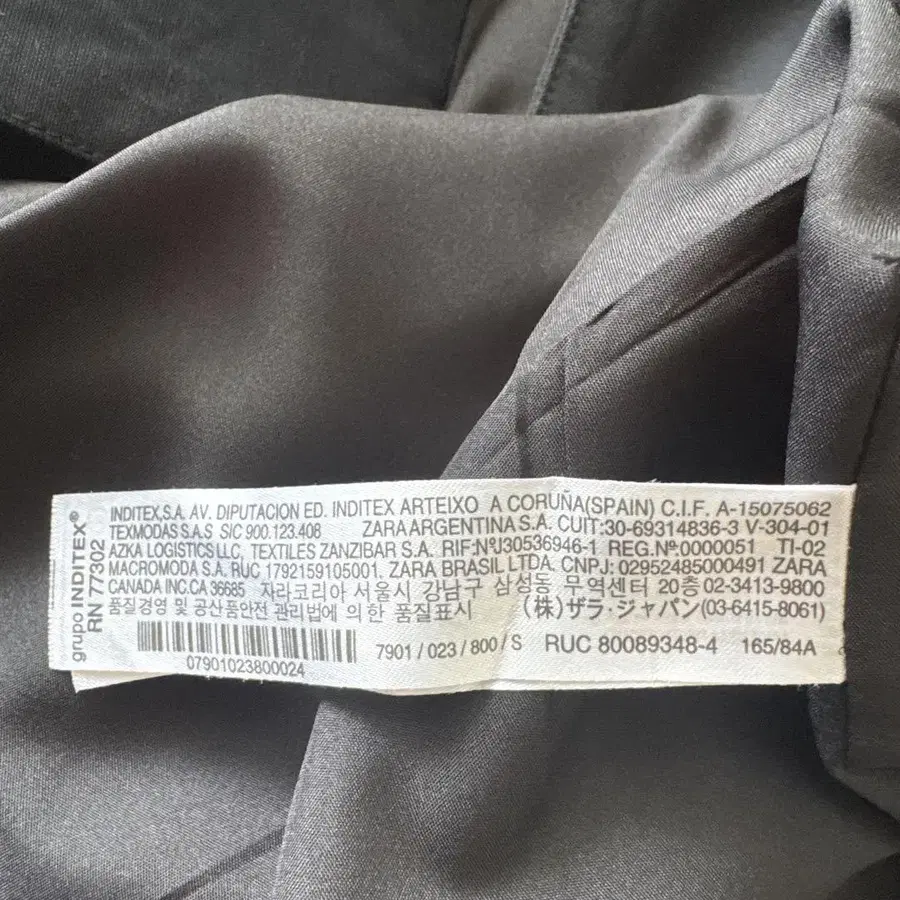 grupo INDITEX®
RN 77302
INDITEX,S.A. AV. DIPUTACION ED. INDITEX ARTEIXO A CORUÑA(SPAIN) C.I.F. A-15075062
TEXMODAS S.A.S SIC 900.123.408 ZARA ARGENTINA S.A. CUIT:30-69314836-3 V-304-01
AZKA LOGISTICS LLC, TEXTILES ZANZIBAR S.A. RIF:Nº J30536946-1 REG.Nº:0000051 TI-02
MACROMODA S.A. RUC 1792159105001. ZARA BRASIL LTDA. CNPJ: 02952485000491 ZARA
CANADA INC.CA 36685 자라코리아 서울시 강남구 삼성동 무역센터 20층 02-3413-9800
품질경영 및 공산품안전 관리법에 의한 품질표시 (株)ザラ・ジャパン(03-6415-8061)
7901 / 023 / 800 / S RUC 80089348-4 165/84A
07901023800024